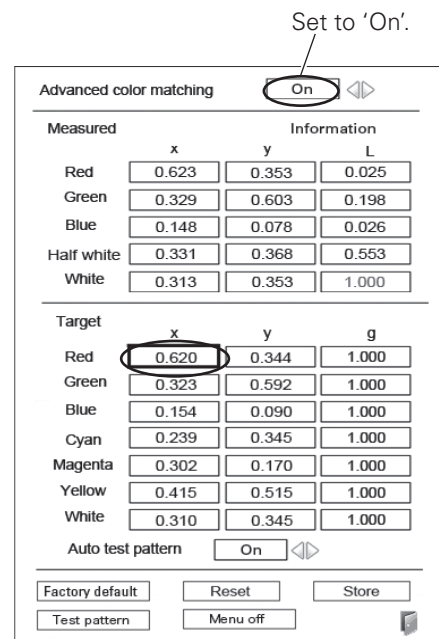 Set to ‘On’.
Advanced color matching On
Measured Information
x y L
Red 0.623 0.353 0.025
Green 0.329 0.603 0.198
Blue 0.148 0.078 0.026
Half white 0.331 0.368 0.553
White 0.313 0.353 1.000
Target
x y g
Red 0.620 0.344 1.000
Green 0.323 0.592 1.000
Blue 0.154 0.090 1.000
Cyan 0.239 0.345 1.000
Magenta 0.302 0.170 1.000
Yellow 0.415 0.515 1.000
White 0.310 0.345 1.000
Auto test pattern On
Factory default Reset Store
Test pattern Menu off